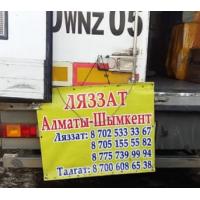 OWNZ 05
ЛЯЗЗАТ
Алматы-Шымкент
Ляззат: 8 702 533 33 67
8 705 155 55 82
8 775 739 99 94
Талгат: 8 700 608 65 38